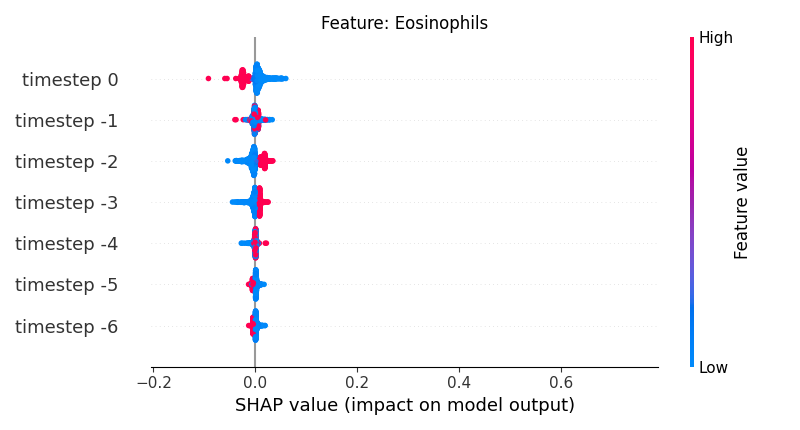 Feature: Eosinophils
High
timestep 0
timestep -1
timestep -2
timestep -3
timestep -4
timestep -5
timestep -6
Feature value
Low
−0.2 0.0 0.2 0.4 0.6
SHAP value (impact on model output)